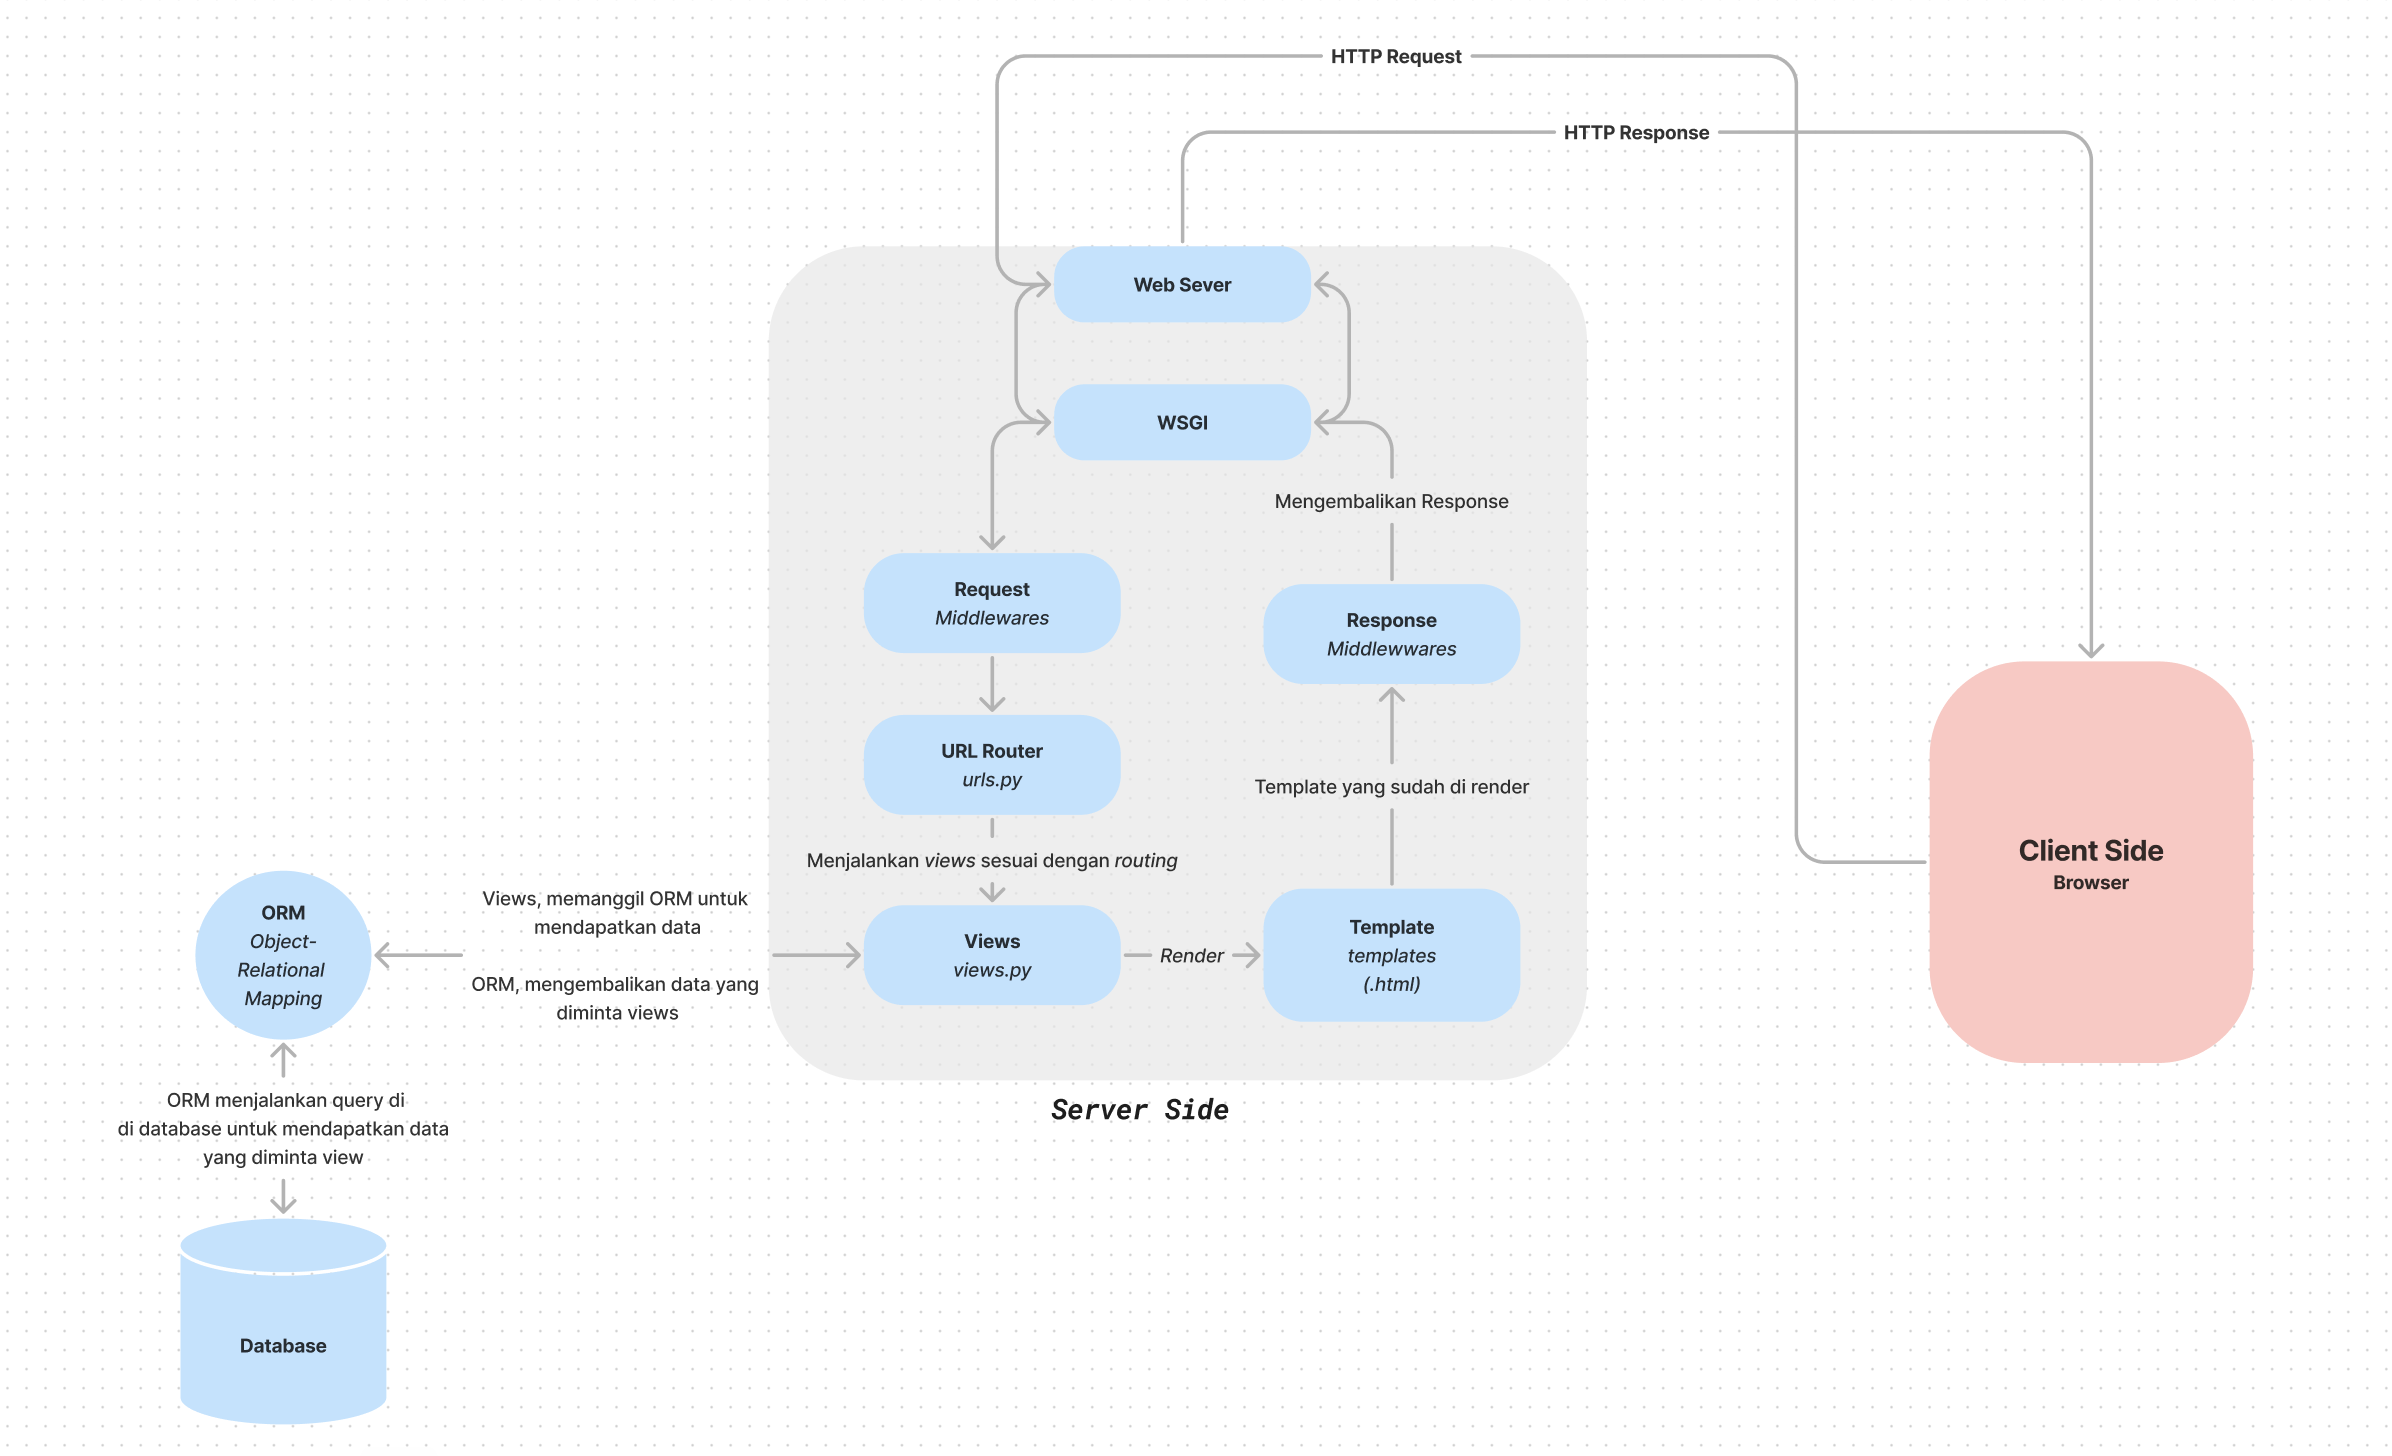 HTTP Request
HTTP Response
Web Sever
WSGI
Mengembalikan Response
Request
Middlewares
Response
Middlewwares
URL Router
urls.py
Template yang sudah di render
Menjalankan views sesuai dengan routing
Client Side
Browser
ORM
Object-
Relational
Mapping
Views, memanggil ORM untuk
mendapatkan data
ORM, mengembalikan data yang
diminta views
Views
views.py
Render
Template
templates
(.html)
ORM menjalankan query di
di database untuk mendapatkan data
yang diminta view
Server Side
Database